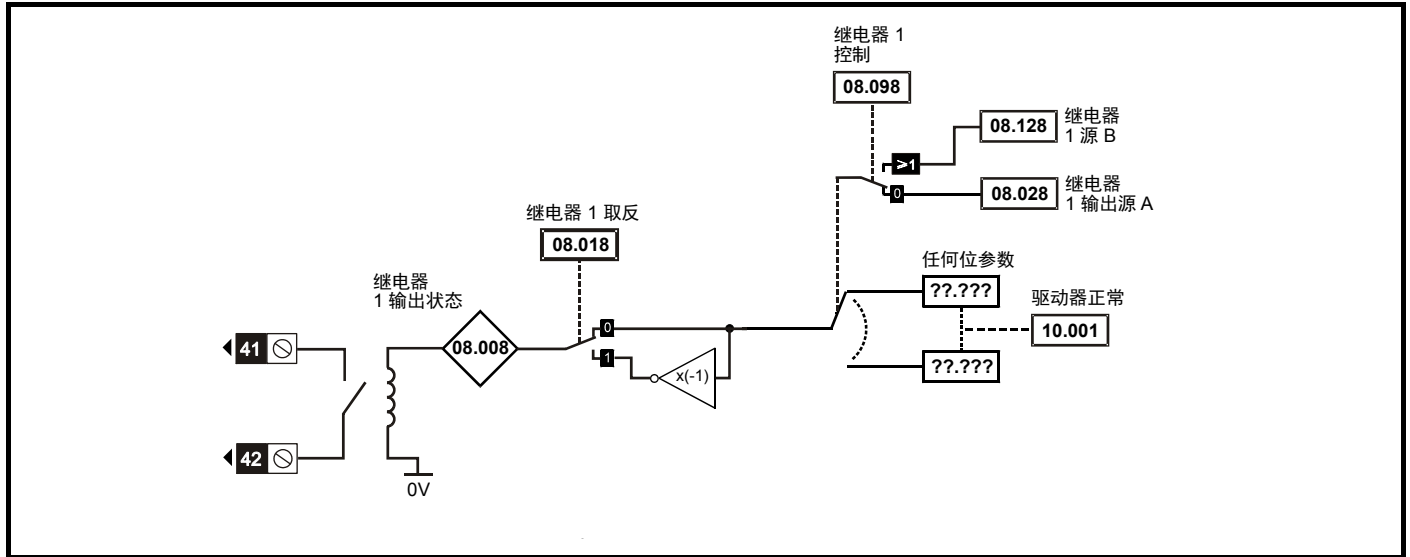 继电器 1
控制
08.098
08.128
继电器
1 源 B
>1
0
08.028
继电器
1 输出源 A
继电器 1 取反
08.018
任何位参数
??.???
驱动器正常
10.001
??.???
继电器
1 输出状态
08.008
0
1
x(-1)
41
42
0V